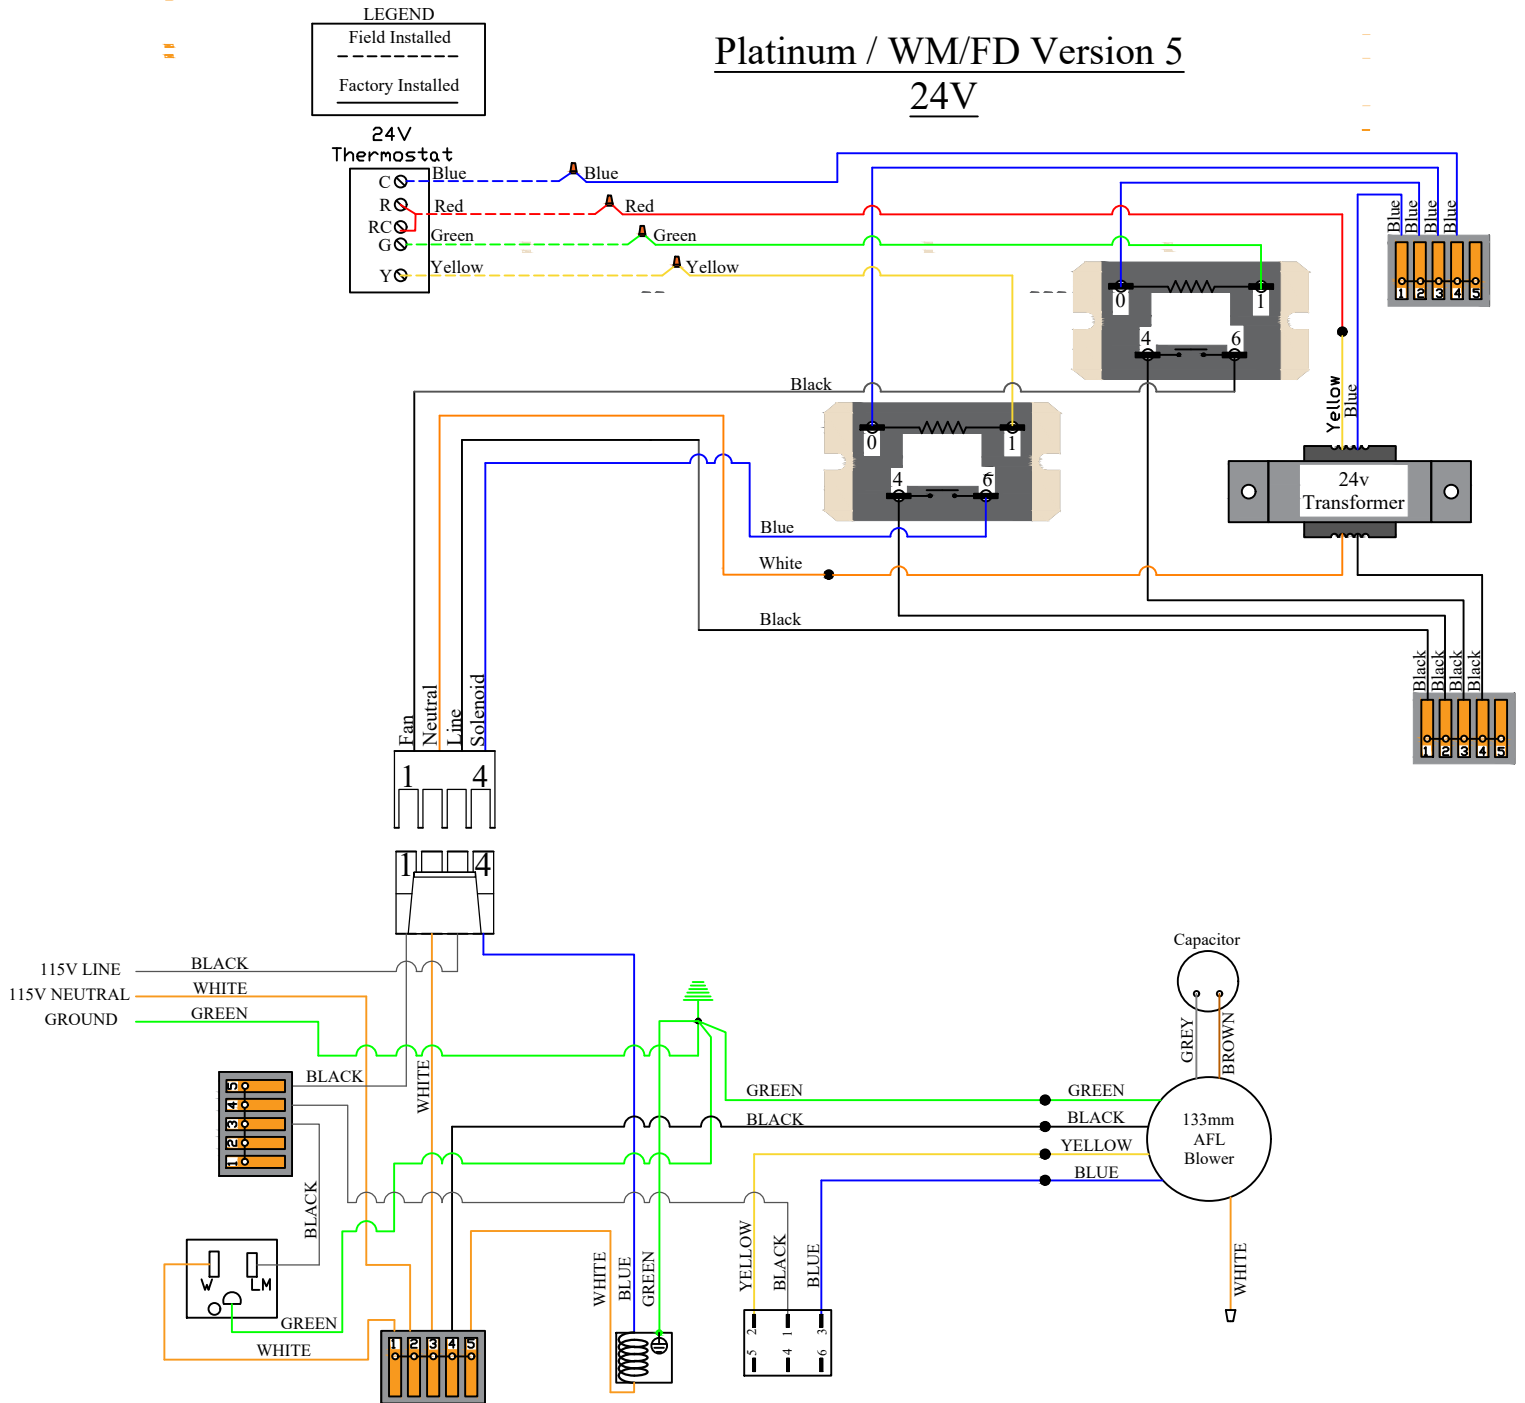 LEGEND
Field Installed
Factory Installed
Platinum / WM/FD Version 5
24V
24V
Thermostat
C
Blue
Blue
R
Red
Red
RC
G
Green
Green
Y
Yellow
Yellow
Blue
Blue
Blue
Blue
1
2
3
4
5
0
1
4
6
Black
Yellow
Blue
0
1
4
6
24v
Transformer
Blue
White
Black
Black
Black
Black
Black
1
2
3
4
5
Fan
Neutral
Line
Solenoid
1
4
1
4
115V LINE
BLACK
115V NEUTRAL
WHITE
GROUND
GREEN
Capacitor
GREY
BROWN
BLACK
WHITE
5
4
3
2
1
GREEN
GREEN
BLACK
BLACK
YELLOW
BLUE
133mm
AFL
Blower
BLACK
W
LM
GREEN
WHITE
1
2
3
4
5
WHITE
BLUE
GREEN
YELLOW
BLACK
BLUE
WHITE
2
1
3
5
4
6